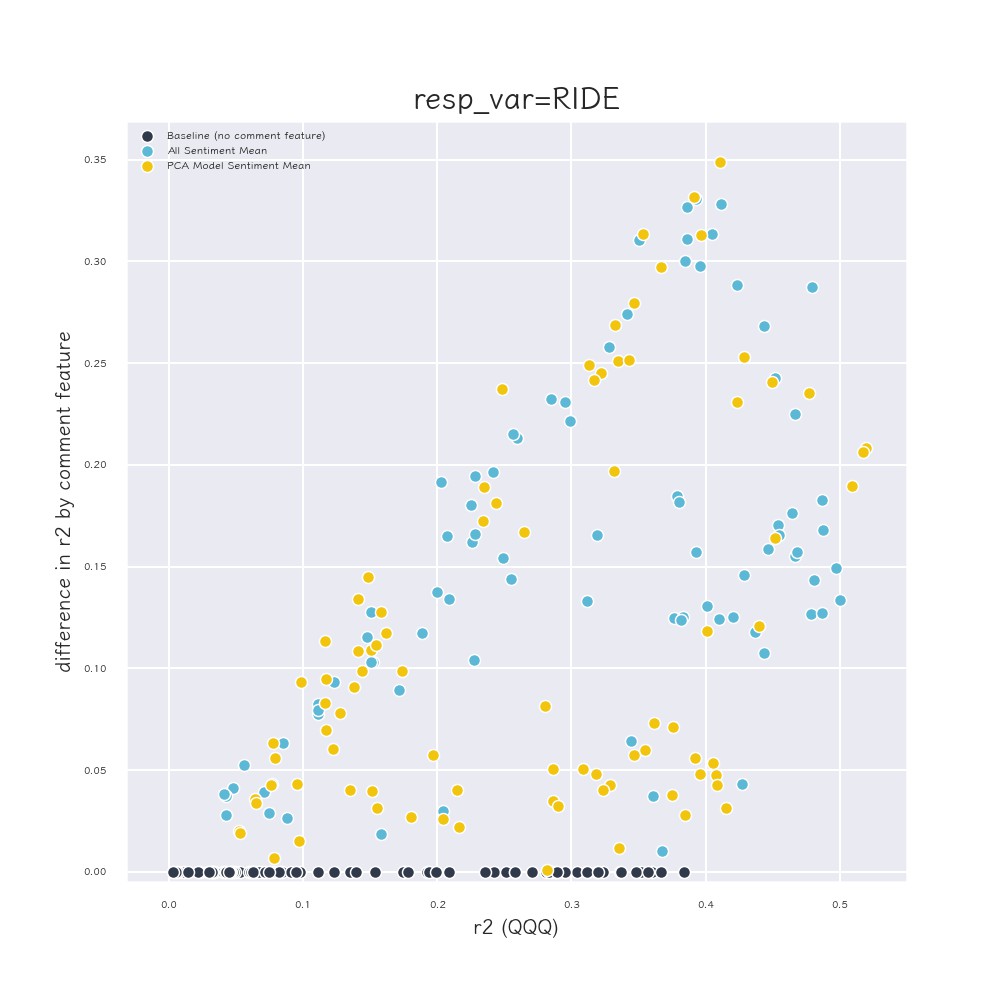 resp_var=RIDE
Baseline (no comment feature)
All Sentiment Mean
PCA Model Sentiment Mean
difference in r2 by comment feature
0.35
0.30
0.25
0.20
0.15
0.10
0.05
0.00
0.0 0.1 0.2 0.3 0.4 0.5
r2 (QQQ)